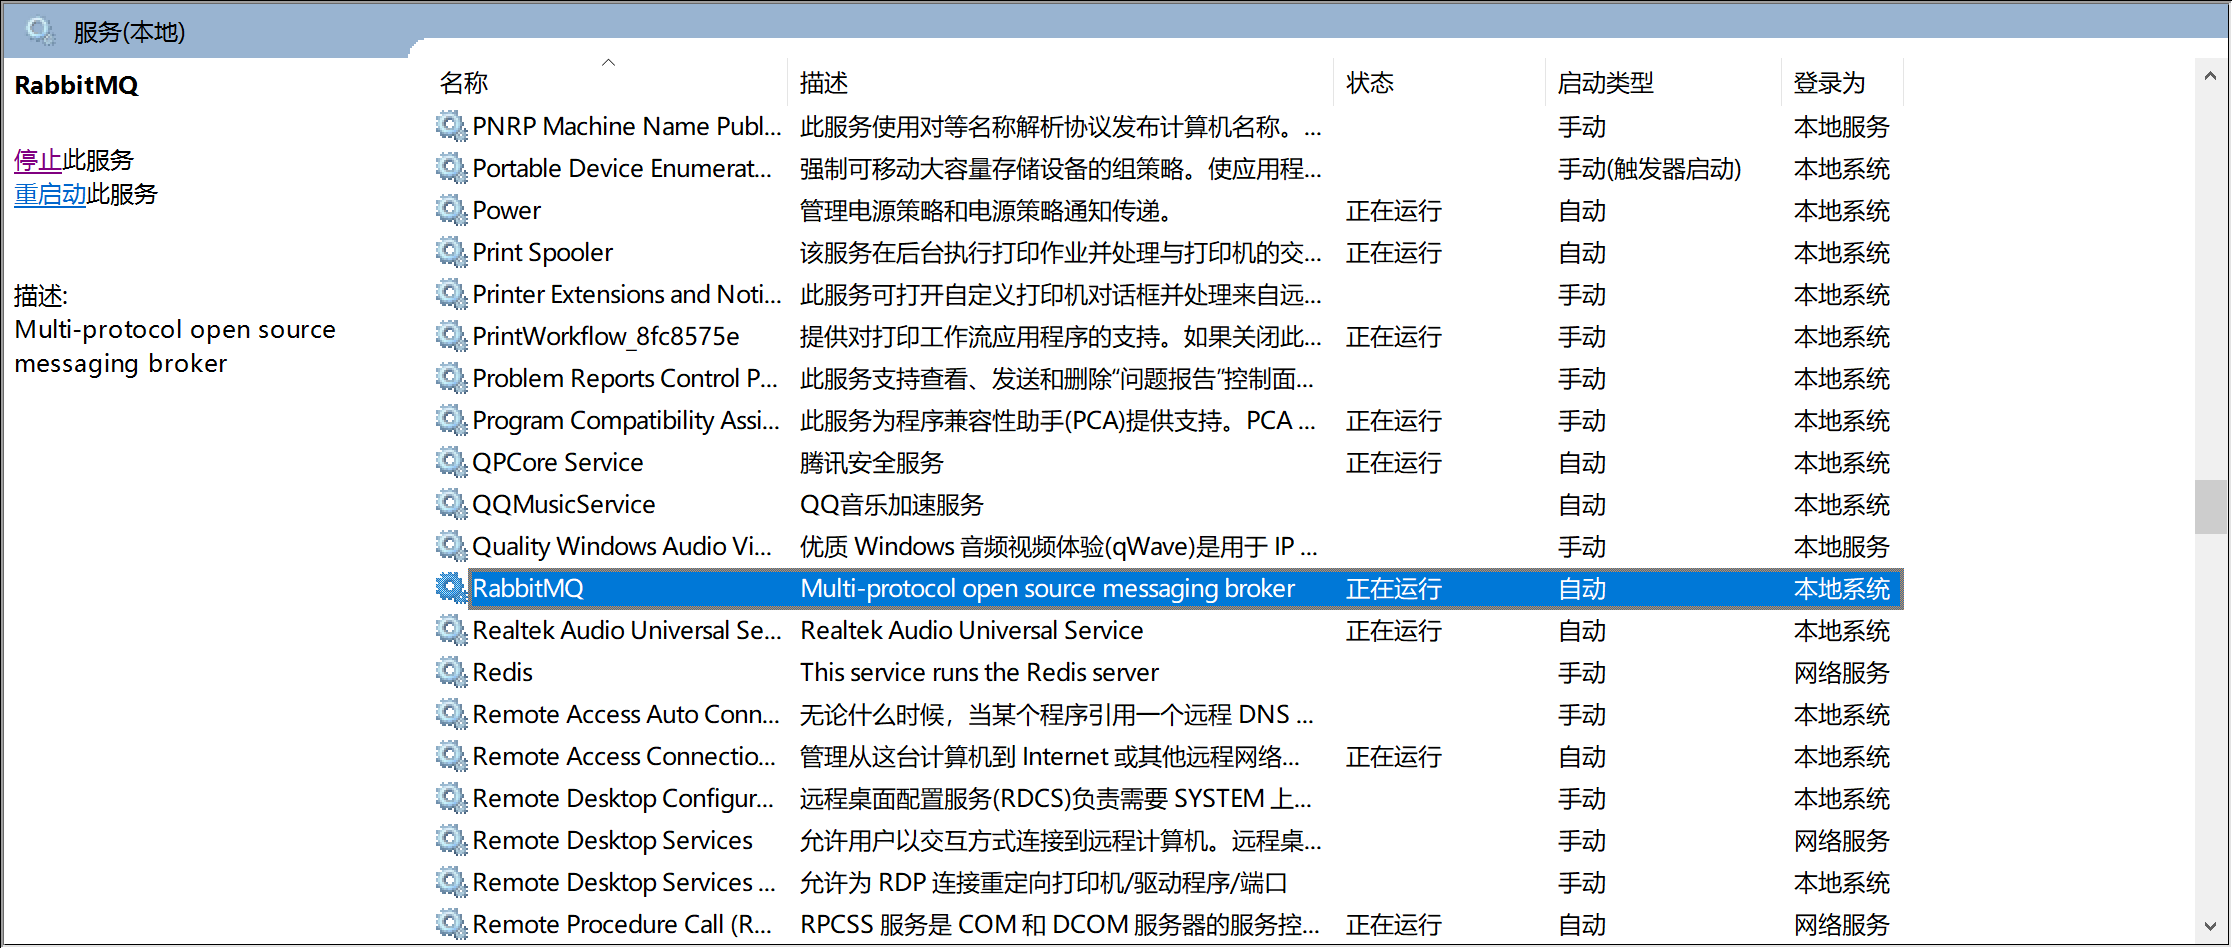 服务(本地)
RabbitMQ
停止此服务
重启动此服务
描述:
Multi-protocol open source
messaging broker
名称 描述 状态 启动类型 登录为
PNRP Machine Name Publ... 此服务使用对等名称解析协议发布计算机名称。... 手动 本地服务
Portable Device Enumerat... 强制可移动大容量存储设备的组策略。使应用程... 手动(触发器启动) 本地系统
Power 管理电源策略和电源策略通知传递。 正在运行 自动 本地系统
Print Spooler 该服务在后台执行打印作业并处理与打印机的交... 正在运行 自动 本地系统
Printer Extensions and Noti... 此服务可打开自定义打印机对话框并处理来自远... 手动 本地系统
PrintWorkflow_8fc8575e 提供对打印工作流应用程序的支持。如果关闭此... 正在运行 手动 本地系统
Problem Reports Control P... 此服务支持查看、发送和删除“问题报告”控制面... 手动 本地系统
Program Compatibility Assi... 此服务为程序兼容性助手(PCA)提供支持。PCA ... 正在运行 手动 本地系统
QPCore Service 腾讯安全服务 正在运行 自动 本地系统
QQMusicService QQ音乐加速服务 自动 本地系统
Quality Windows Audio Vi... 优质 Windows 音频视频体验(qWave)是用于 IP ... 手动 本地服务
RabbitMQ Multi-protocol open source messaging broker 正在运行 自动 本地系统
Realtek Audio Universal Se... Realtek Audio Universal Service 正在运行 自动 本地系统
Redis This service runs the Redis server 手动 网络服务
Remote Access Auto Conn... 无论什么时候，当某个程序引用一个远程 DNS ... 手动 本地系统
Remote Access Connectio... 管理从这台计算机到 Internet 或其他远程网络... 正在运行 自动 本地系统
Remote Desktop Configur... 远程桌面配置服务(RDCS)负责需要 SYSTEM 上... 手动 本地系统
Remote Desktop Services 允许用户以交互方式连接到远程计算机。远程桌... 手动 网络服务
Remote Desktop Services ... 允许为 RDP 连接重定向打印机/驱动程序/端口 手动 本地系统
Remote Procedure Call (R... RPCSS 服务是 COM 和 DCOM 服务器的服务控... 正在运行 自动 网络服务